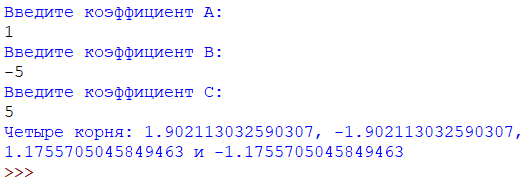 Введите коэффициент A:
1
Введите коэффициент B:
-5
Введите коэффициент C:
5
Четыре корня: 1.902113032590307, -1.902113032590307,
1.1755705045849463 и -1.1755705045849463
>>>